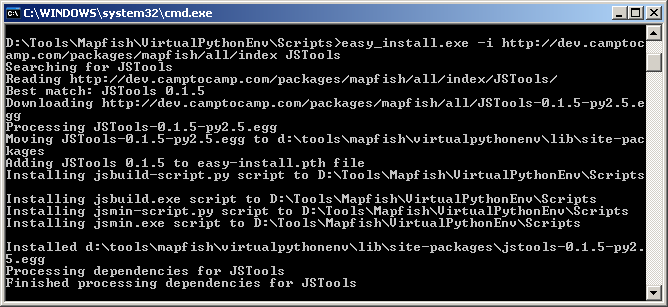 C:\WINDOWS\system32\cmd.exe
D:\Tools\Mapfish\VirtualPythonEnv\Scripts>easy_install.exe -i http://dev.camptoc
amp.com/packages/mapfish/all/index JSTools
Searching for JSTools
Reading http://dev.camptocamp.com/packages/mapfish/all/index/JSTools/
Best match: JSTools 0.1.5
Downloading http://dev.camptocamp.com/packages/mapfish/all/JSTools-0.1.5-py2.5.e
gg
Processing JSTools-0.1.5-py2.5.egg
Moving JSTools-0.1.5-py2.5.egg to d:\tools\mapfish\virtualpythonenv\lib\site-pac
kages
Adding JSTools 0.1.5 to easy-install.pth file
Installing jsbuild-script.py script to D:\Tools\Mapfish\VirtualPythonEnv\Scripts
Installing jsbuild.exe script to D:\Tools\Mapfish\VirtualPythonEnv\Scripts
Installing jsmin-script.py script to D:\Tools\Mapfish\VirtualPythonEnv\Scripts
Installing jsmin.exe script to D:\Tools\Mapfish\VirtualPythonEnv\Scripts
Installed d:\tools\mapfish\virtualpythonenv\lib\site-packages\jstools-0.1.5-py2.
5.egg
Processing dependencies for JSTools
Finished processing dependencies for JSTools